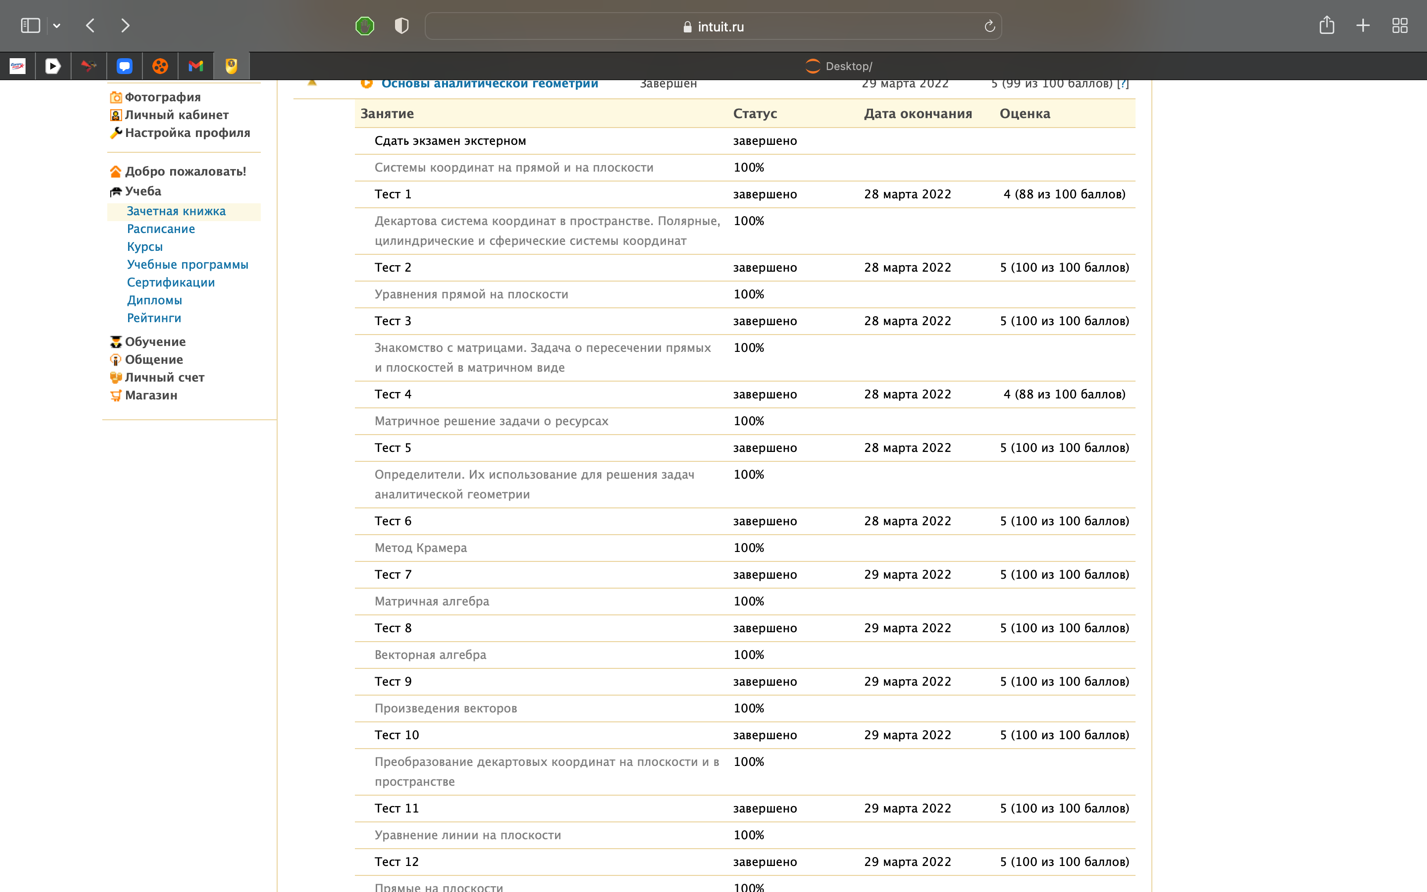 intuit.ru
Desktop/
Основы аналитической геометрии Завершен 29 марта 2022 5 (99 из 100 баллов) [?]
Фотография
Личный кабинет
Настройка профиля
Добро пожаловать!
Учеба
Зачетная книжка
Расписание
Курсы
Учебные программы
Сертификации
Дипломы
Рейтинги
Обучение
Общение
Личный счет
Магазин
Занятие Статус Дата окончания Оценка
Сдать экзамен экстерном завершено
Системы координат на прямой и на плоскости 100%
Тест 1 завершено 28 марта 2022 4 (88 из 100 баллов)
Декартова система координат в пространстве. Полярные, 100%
цилиндрические и сферические системы координат
Тест 2 завершено 28 марта 2022 5 (100 из 100 баллов)
Уравнения прямой на плоскости 100%
Тест 3 завершено 28 марта 2022 5 (100 из 100 баллов)
Знакомство с матрицами. Задача о пересечении прямых 100%
и плоскостей в матричном виде
Тест 4 завершено 28 марта 2022 4 (88 из 100 баллов)
Матричное решение задачи о ресурсах 100%
Тест 5 завершено 28 марта 2022 5 (100 из 100 баллов)
Определители. Их использование для решения задач 100%
аналитической геометрии
Тест 6 завершено 28 марта 2022 5 (100 из 100 баллов)
Метод Крамера 100%
Тест 7 завершено 29 марта 2022 5 (100 из 100 баллов)
Матричная алгебра 100%
Тест 8 завершено 29 марта 2022 5 (100 из 100 баллов)
Векторная алгебра 100%
Тест 9 завершено 29 марта 2022 5 (100 из 100 баллов)
Произведения векторов 100%
Тест 10 завершено 29 марта 2022 5 (100 из 100 баллов)
Преобразование декартовых координат на плоскости и в 100%
пространстве
Тест 11 завершено 29 марта 2022 5 (100 из 100 баллов)
Уравнение линии на плоскости 100%
Тест 12 завершено 29 марта 2022 5 (100 из 100 баллов)
Прямые на плоскости 100%